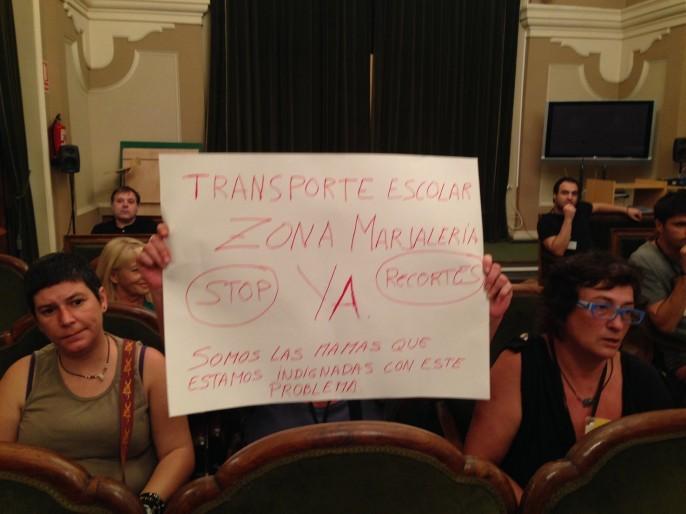 TRANSPORTE ESCOLAR
ZONA MARJALERÍA
STOP YA. RECORTES
SOMOS LAS MAMAS QUE
ESTAMOS INDIGNADAS CON ESTE
PROBLEMA